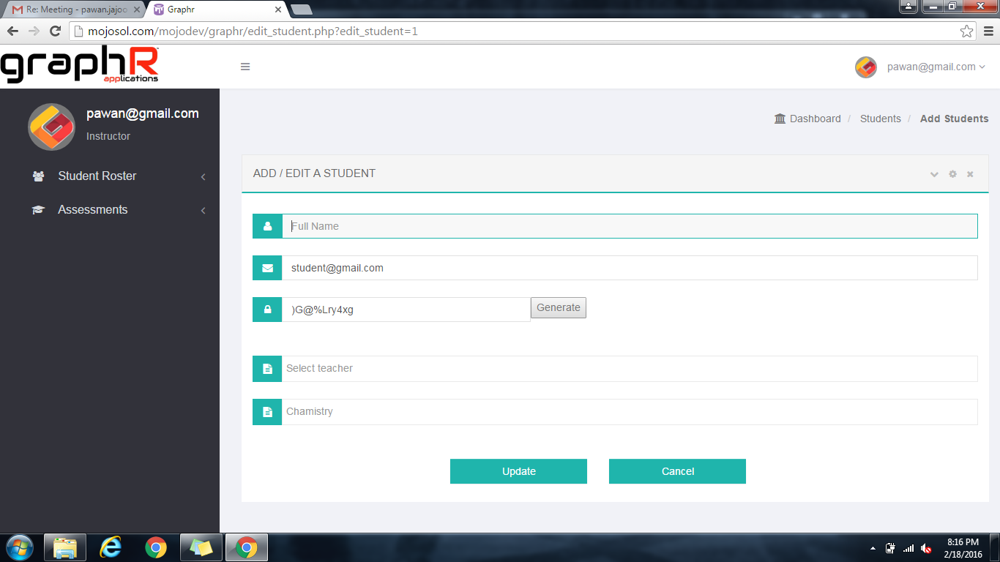 Re: Meeting - pawan.jajoo
Graphr
mojosol.com/mojodev/graphr/edit_student.php?edit_student=1
graphR
applications
pawan@gmail.com
pawan@gmail.com
Instructor
Student Roster
Assessments
Dashboard / Students / Add Students
ADD / EDIT A STUDENT
Full Name
student@gmail.com
)G@%Lry4xg
Generate
Select teacher
Chamistry
Update
Cancel
8:16 PM
2/18/2016